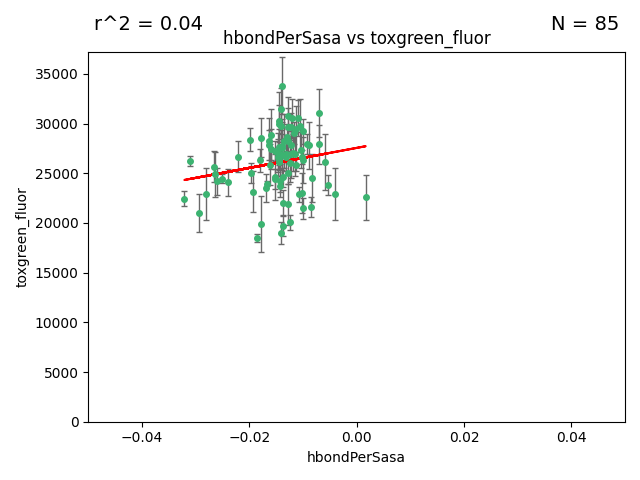 r^2 = 0.04
N = 85
hbondPerSasa vs toxgreen_fluor
35000
30000
25000
20000
15000
10000
5000
0
toxgreen_fluor
−0.04
−0.02
0.00
0.02
0.04
hbondPerSasa